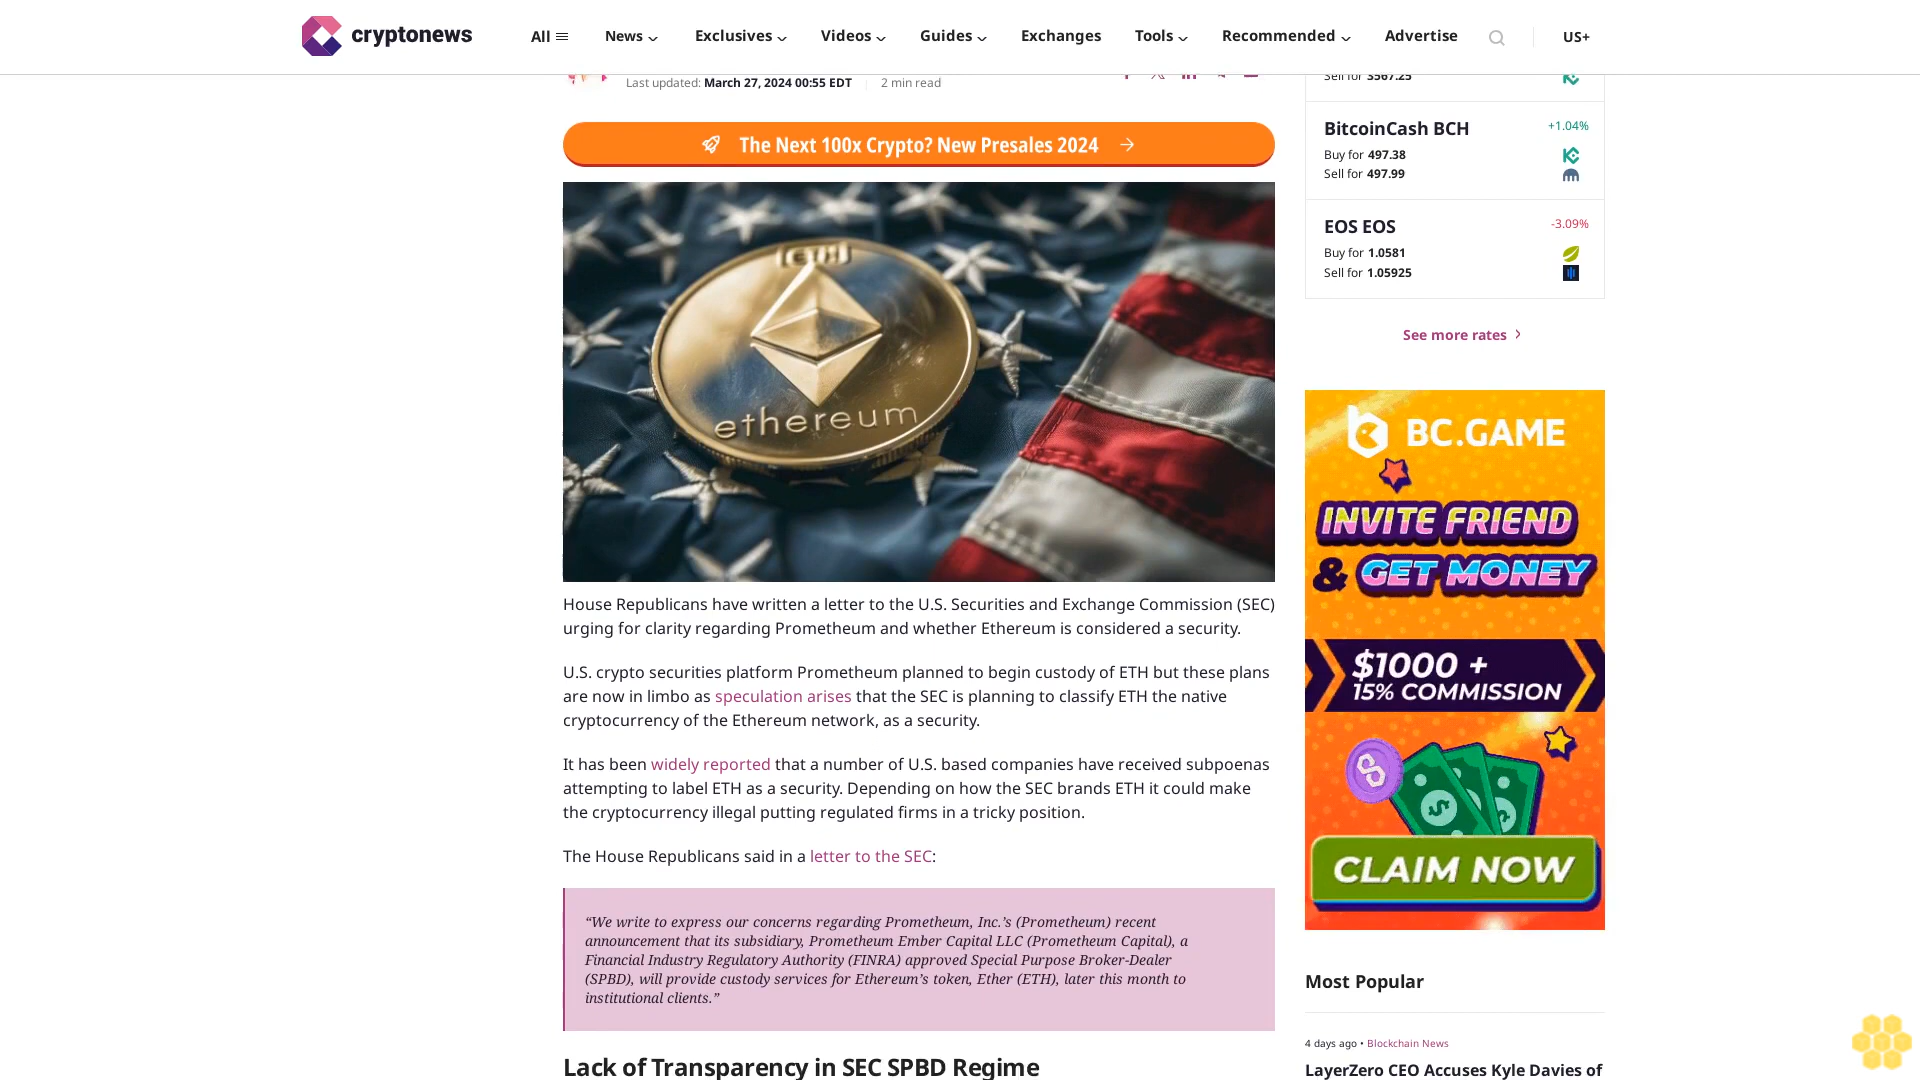 cryptonews
All
News
Exclusives
Videos
Guides
Exchanges
Tools
Recommended
Advertise
US+
Last updated: March 27, 2024 00:55 EDT
2 min read
The Next 100x Crypto? New Presales 2024
ETH
ethereum
House Republicans have written a letter to the U.S. Securities and Exchange Commission (SEC)
urging for clarity regarding Prometheum and whether Ethereum is considered a security.
U.S. crypto securities platform Prometheum planned to begin custody of ETH but these plans
are now in limbo as speculation arises that the SEC is planning to classify ETH the native
cryptocurrency of the Ethereum network, as a security.
It has been widely reported that a number of U.S. based companies have received subpoenas
attempting to label ETH as a security. Depending on how the SEC brands ETH it could make
the cryptocurrency illegal putting regulated firms in a tricky position.
The House Republicans said in a letter to the SEC:
“We write to express our concerns regarding Prometheum, Inc.’s (Prometheum) recent
announcement that its subsidiary, Prometheum Ember Capital LLC (Prometheum Capital), a
Financial Industry Regulatory Authority (FINRA) approved Special Purpose Broker-Dealer
(SPBD), will provide custody services for Ethereum’s token, Ether (ETH), later this month to
institutional clients.”
Lack of Transparency in SEC SPBD Regime
Sell for 3567.25
BitcoinCash BCH
+1.04%
Buy for 497.38
Sell for 497.99
EOS EOS
-3.09%
Buy for 1.0581
Sell for 1.05925
See more rates
BC.GAME
INVITE FRIEND
& GET MONEY
$1000 +
15% COMMISSION
CLAIM NOW
Most Popular
4 days ago • Blockchain News
LayerZero CEO Accuses Kyle Davies of